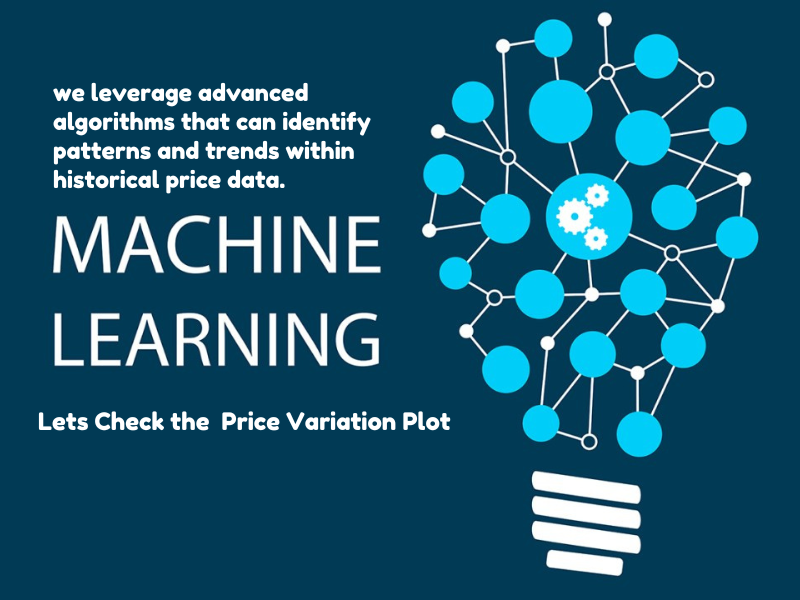 we leverage advanced
algorithms that can identify
patterns and trends within
historical price data.
MACHINE
LEARNING
Lets Check the  Price Variation Plot